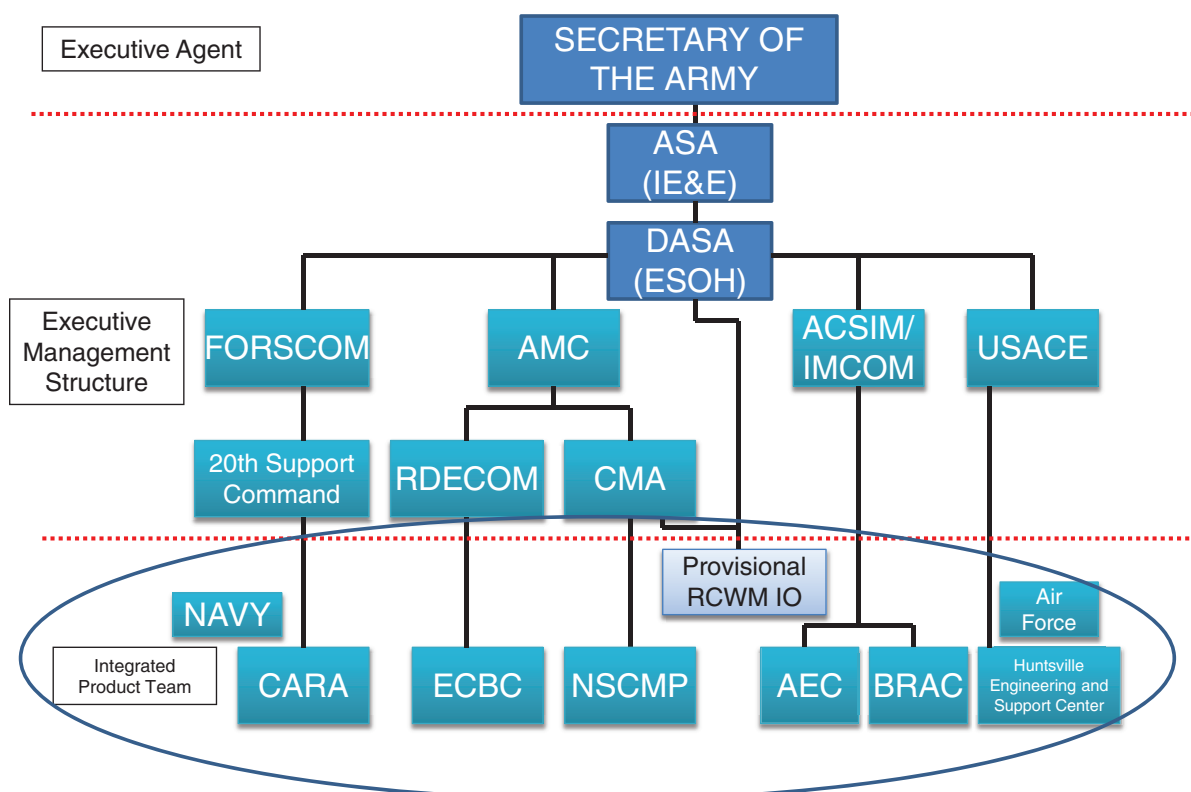 Executive Agent
SECRETARY OF
THE ARMY
ASA
(IE&E)
DASA
(ESOH)
Executive
Management
Structure
FORSCOM
AMC
ACSIM/
IMCOM
USACE
20th Support
Command
RDECOM
CMA
Provisional
RCWM IO
NAVY
Air
Force
Integrated
Product Team
CARA
ECBC
NSCMP
AEC
BRAC
Huntsville
Engineering and
Support Center